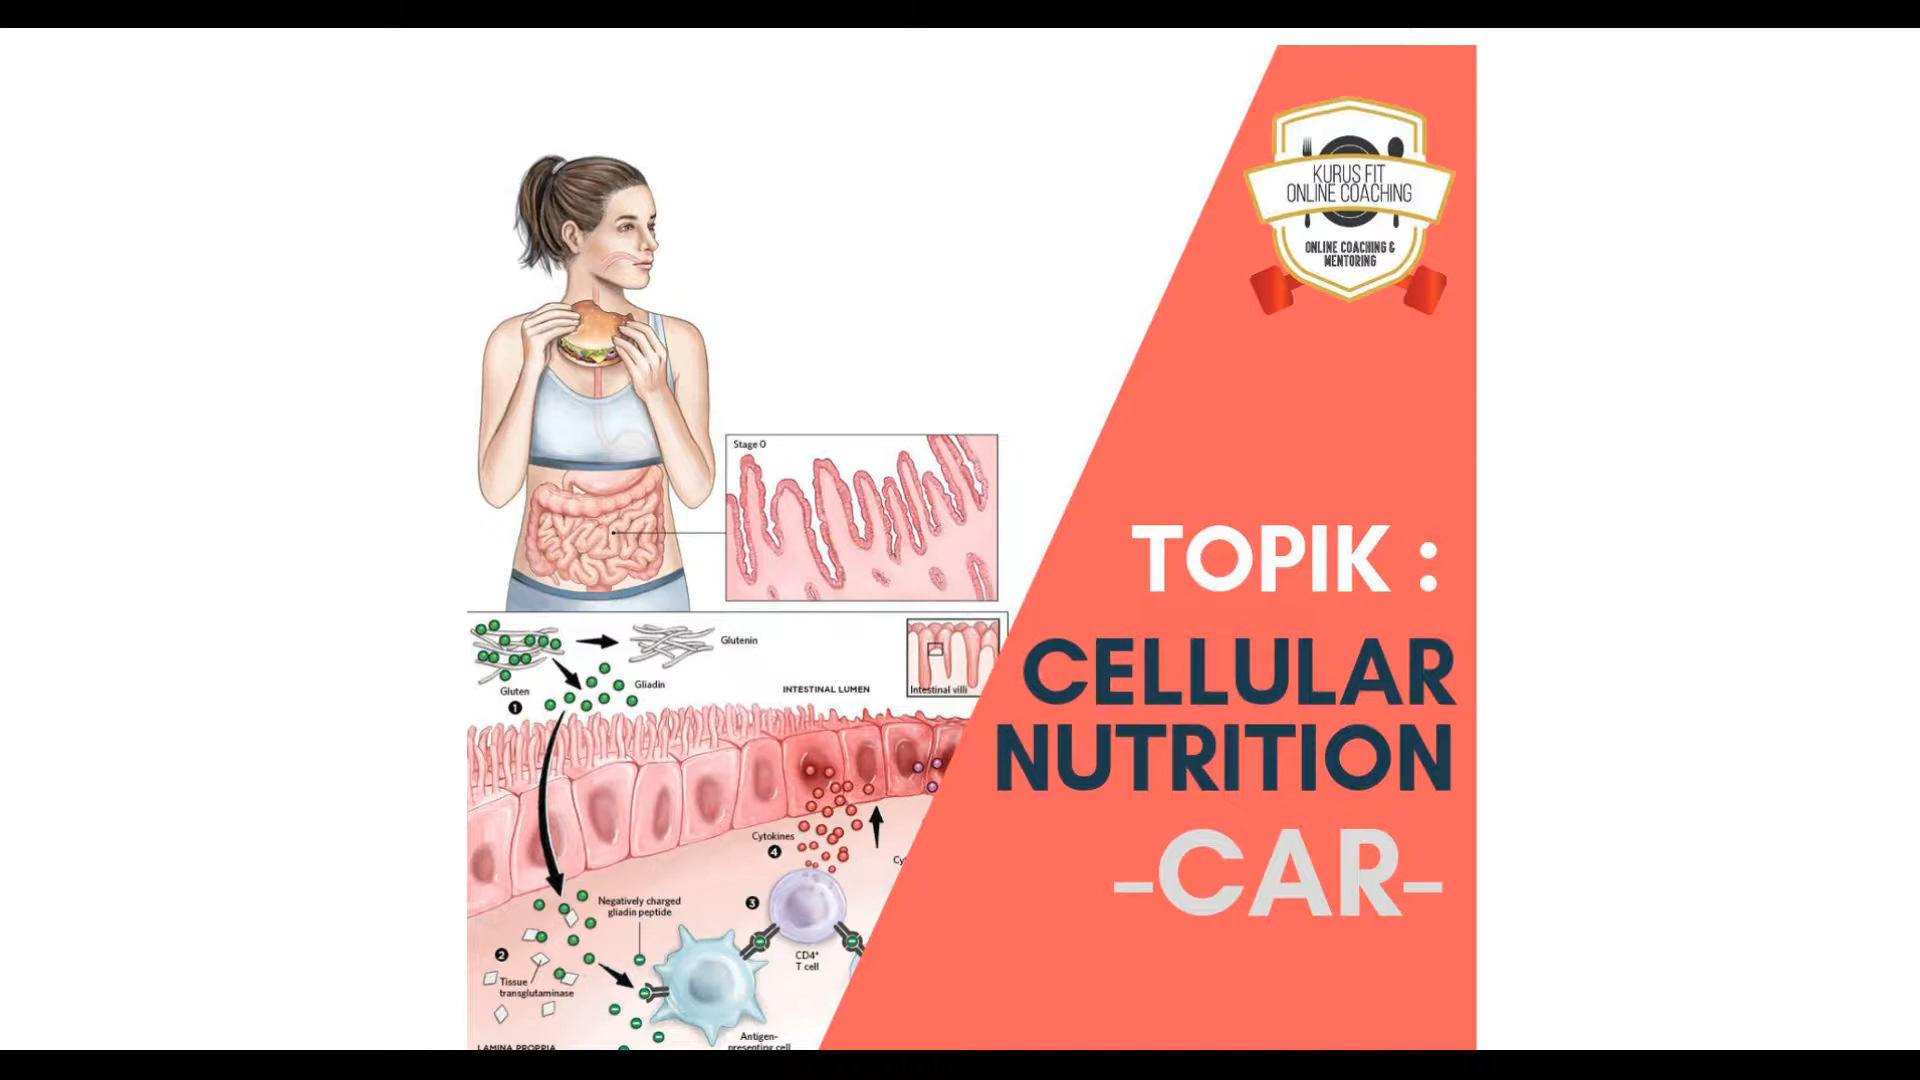 KURUS FIT
ONLINE COACHING
ONLINE COACHING &
MENTORING
TOPIK :
CELLULAR
NUTRITION
-CAR-
Stage 0
Glutenin
Gliadin
Gluten
1
INTESTINAL LUMEN
Intestinal villi
Cytokines
4
Negatively charged
gliadin peptide
3
CD4+
T cell
2
Tissue
transglutaminase
Antigen-
presenting cell
LAMINA PROPRIA